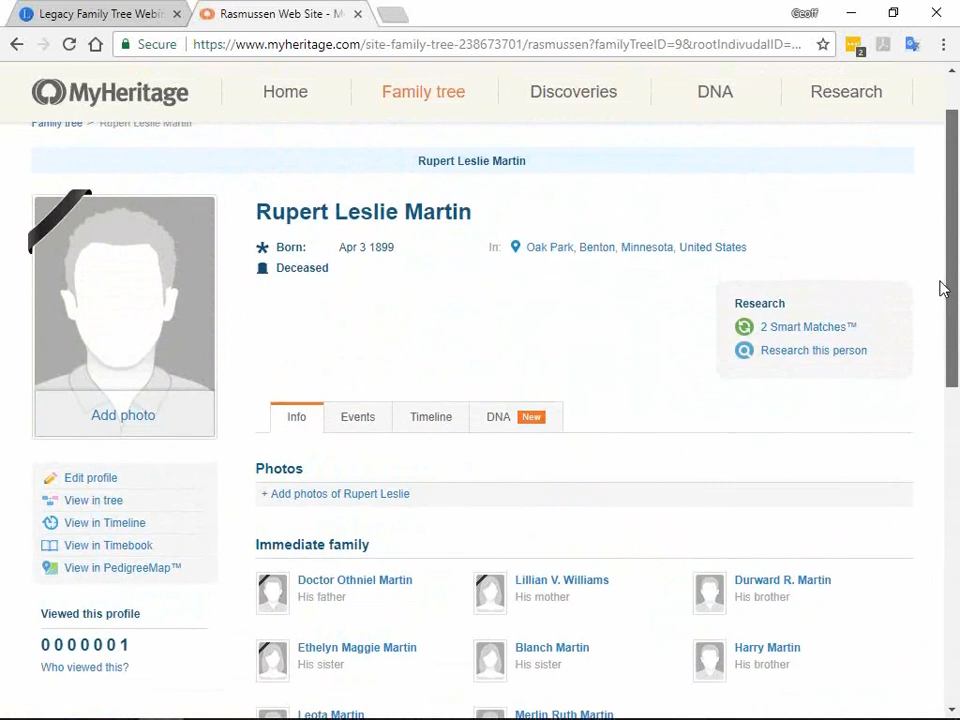 Legacy Family Tree Webin
Rasmussen Web Site - M
Geoff
Secure
https://www.myheritage.com/site-family-tree-238673701/rasmussen?familyTreeID=9&rootIndivudalID=...
2
MyHeritage
Home
Family tree
Discoveries
DNA
Research
Family tree > Rupert Leslie Martin
Rupert Leslie Martin
Rupert Leslie Martin
Born: Apr 3 1899 In: Oak Park, Benton, Minnesota, United States
Deceased
Research
2 Smart Matches™
Research this person
Add photo
Info
Events
Timeline
DNA New
Photos
+ Add photos of Rupert Leslie
Edit profile
View in tree
View in Timeline
View in Timebook
View in PedigreeMap™
Viewed this profile
0000001
Who viewed this?
Immediate family
Doctor Othniel Martin
His father
Lillian V. Williams
His mother
Durward R. Martin
His brother
Ethelyn Maggie Martin
His sister
Blanch Martin
His sister
Harry Martin
His brother
Leota Martin
Merlin Ruth Martin